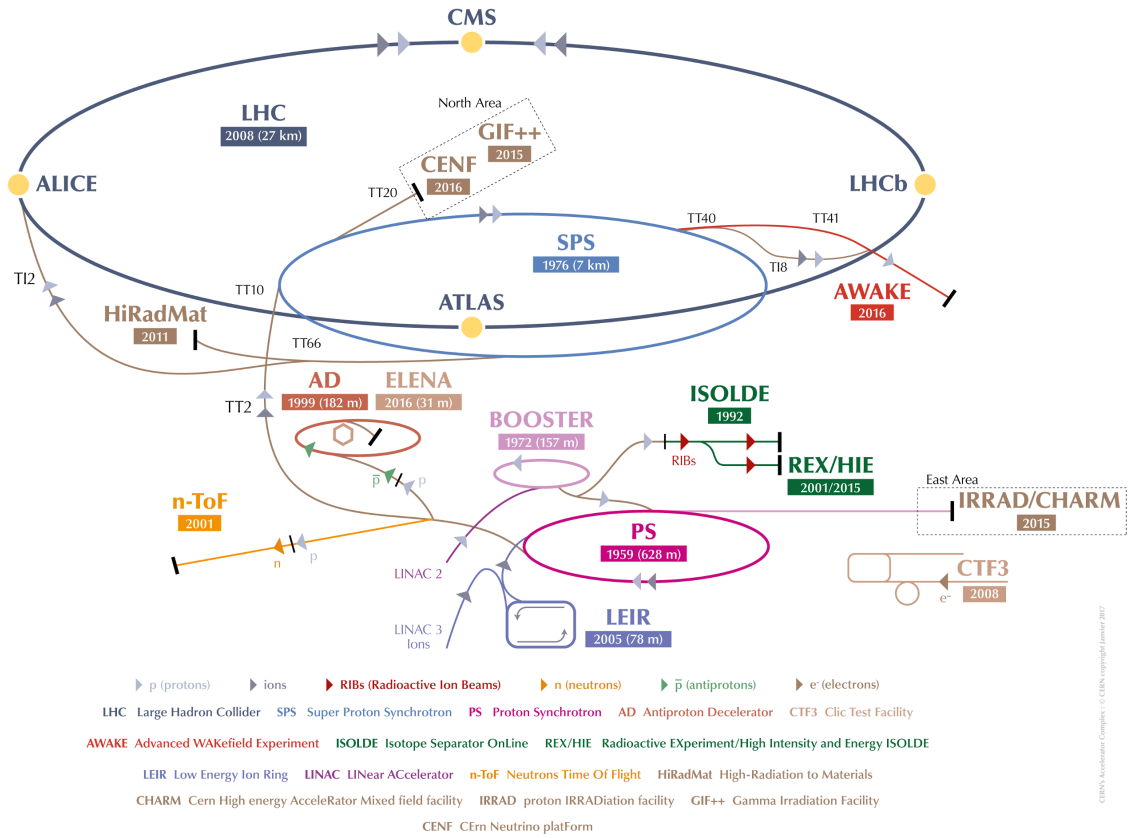 CMS
North Area
LHC
2008 (27 km)
GIF++
2015
CENF
2016
ALICE
LHCb
TT20
TT40
TT41
SPS
1976 (7 km)
TI8
TI2
TT10
AWAKE
2016
ATLAS
HiRadMat
2011
TT66
AD
1999 (182 m)
ELENA
2016 (31 m)
TT2
ISOLDE
1992
BOOSTER
1972 (157 m)
RIBs
REX/HIE
2001/2015
p̅
p
East Area
n-ToF
2001
IRRAD/CHARM
2015
PS
1959 (628 m)
n
p
LINAC 2
CTF3
2008
e-
LEIR
2005 (78 m)
LINAC 3
Ions
p (protons)
ions
RIBs (Radioactive Ion Beams)
n (neutrons)
p̅ (antiprotons)
e- (electrons)
LHC Large Hadron Collider SPS Super Proton Synchrotron PS Proton Synchrotron AD Antiproton Decelerator CTF3 Clic Test Facility
AWAKE Advanced WAKefield Experiment ISOLDE Isotope Separator OnLine REX/HIE Radioactive EXperiment/High Intensity and Energy ISOLDE
LEIR Low Energy Ion Ring LINAC LINear ACcelerator n-ToF Neutrons Time Of Flight HiRadMat High-Radiation to Materials
CHARM Cern High energy AcceleRator Mixed field facility IRRAD proton IRRADiation facility GIF++ Gamma Irradiation Facility
CENF CErn Neutrino platForm
CERN's Accelerator Complex : © CERN copyright Janvier 2017